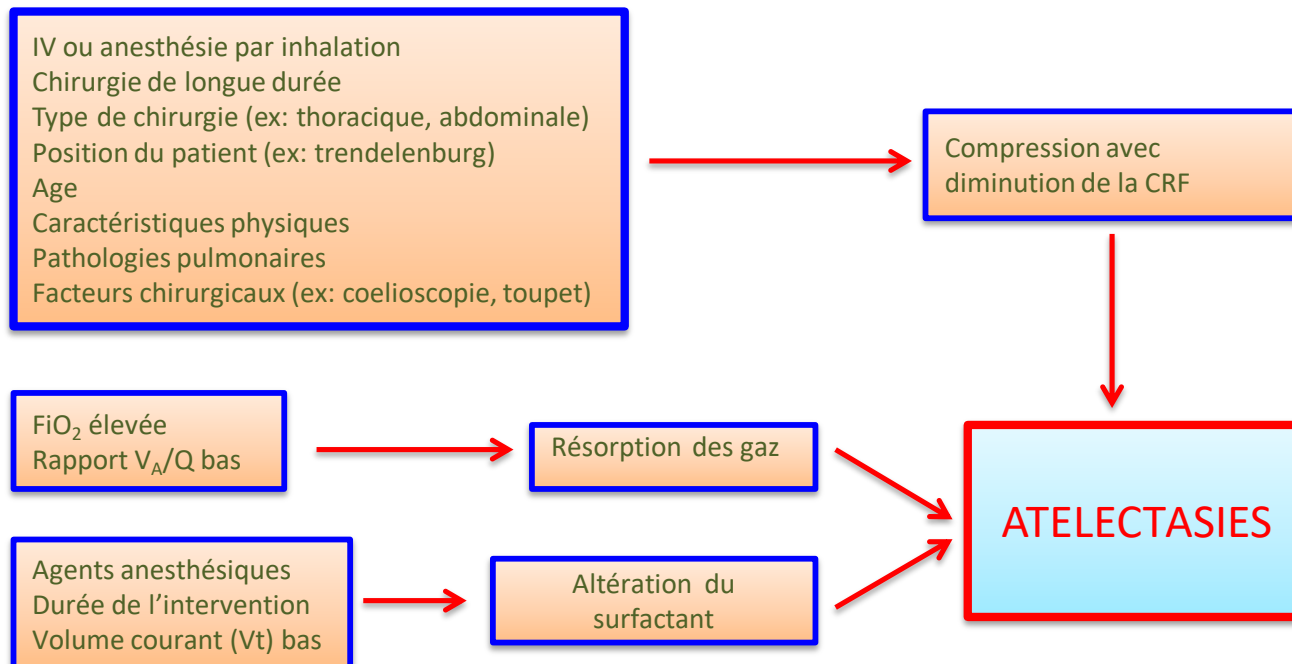 IV ou anesthésie par inhalation
Chirurgie de longue durée
Type de chirurgie (ex: thoracique, abdominale)
Position du patient (ex: trendelenburg)
Age
Caractéristiques physiques
Pathologies pulmonaires
Facteurs chirurgicaux (ex: coelioscopie, toupet)
Compression avec
diminution de la CRF
FiO₂ élevée
Rapport V_A/Q bas
Résorption des gaz
ATELECTASIES
Agents anesthésiques
Durée de l’intervention
Volume courant (Vt) bas
Altération du
surfactant